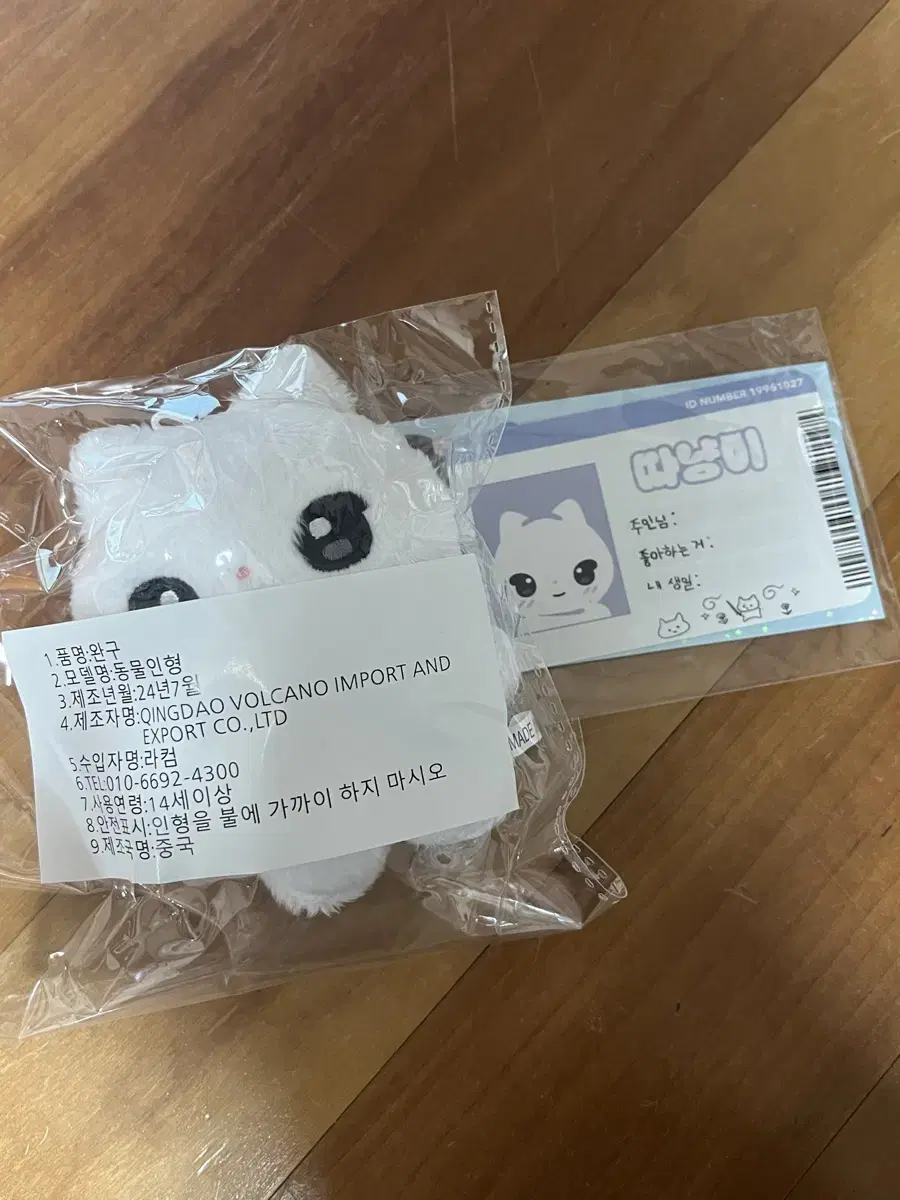 1.품명:완구
2.모델명:동물인형
3.제조년월:24년7월
4.제조자명:QINGDAO VOLCANO IMPORT AND
EXPORT CO.,LTD
5.수입자명:라컴
6.TEL:010-6692-4300
7.사용연령:14세이상
8.안전표시:인형을 불에 가까이 하지 마시오
9.제조국명:중국
MADE
ID NUMBER 19961027
따냥이
주인님:
좋아하는 거:
내 생일: